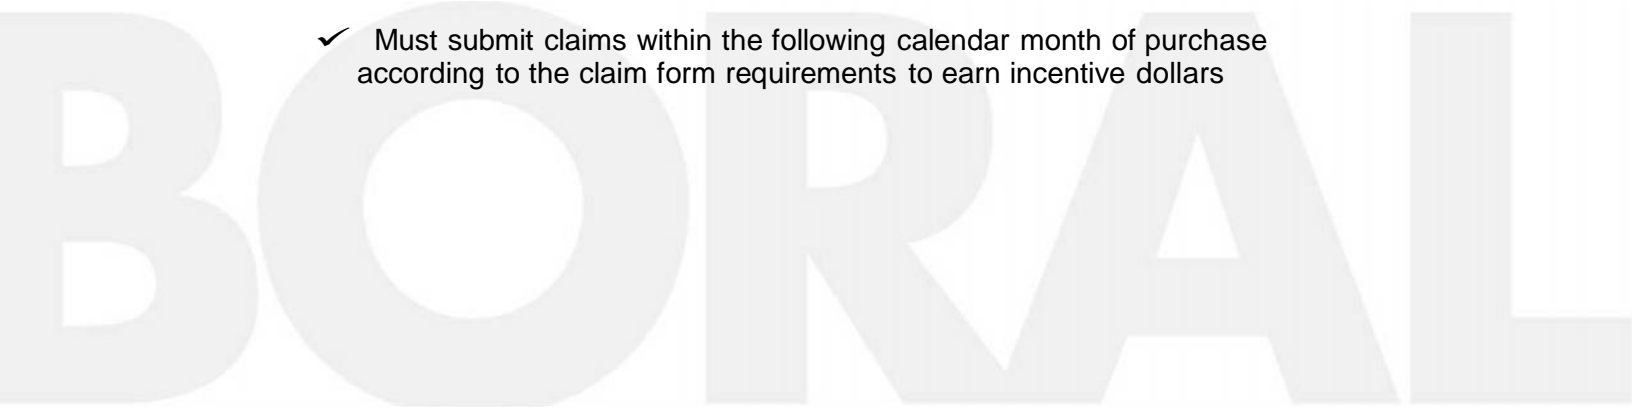 ✓ Must submit claims within the following calendar month of purchase
according to the claim form requirements to earn incentive dollars
BORAL